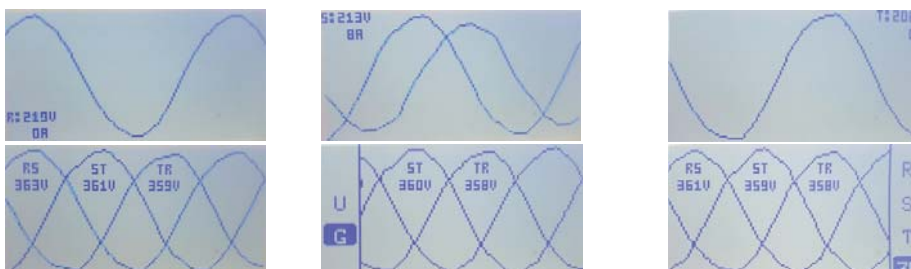 R:219V
0A
S:213V
8A
RS ST TR
363V 361V 359V
U
G
ST TR
360V 358V
RS ST TR
361V 359V 358V
R
S
T